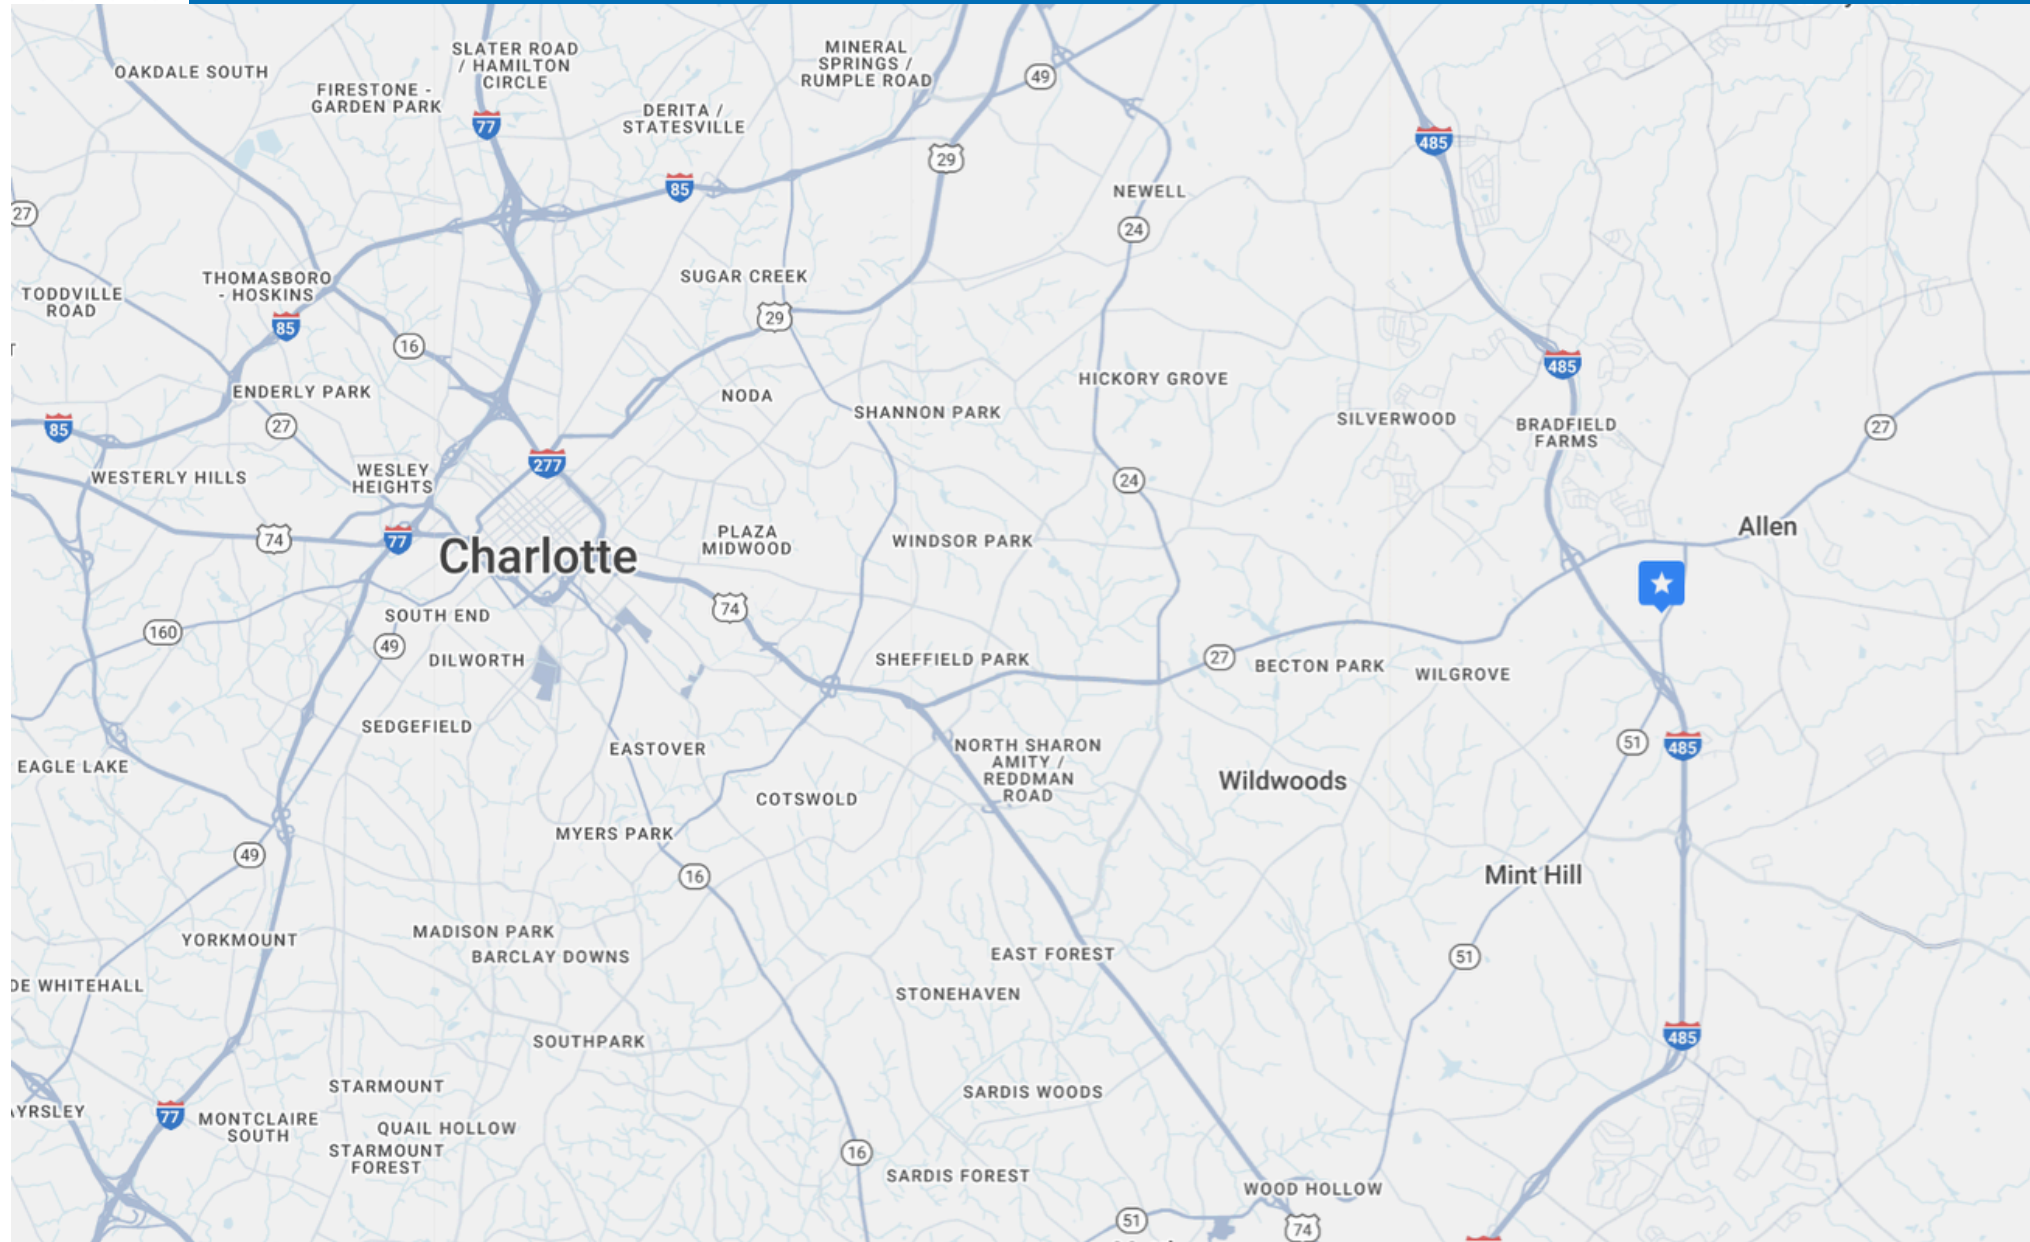 SLATER ROAD
/ HAMILTON
CIRCLE
MINERAL
SPRINGS /
RUMPLE ROAD
OAKDALE SOUTH
49
FIRESTONE -
GARDEN PARK
77
DERITA /
STATESVILLE
485
29
85
NEWELL
27
24
THOMASBORO
- HOSKINS
SUGAR CREEK
TODDVILLE
ROAD
85
29
16
485
HICKORY GROVE
ENDERLY PARK
NODA
SHANNON PARK
SILVERWOOD
BRADFIELD
FARMS
27
85
27
WESTERLY HILLS
WESLEY
HEIGHTS
277
24
Allen
74
77
Charlotte
PLAZA
MIDWOOD
WINDSOR PARK
SOUTH END
74
160
49
DILWORTH
SHEFFIELD PARK
27
BECTON PARK
WILGROVE
SEDGEFIELD
EASTOVER
NORTH SHARON
AMITY /
REDDMAN
ROAD
51
485
EAGLE LAKE
Wildwoods
COTSWOLD
MYERS PARK
49
16
Mint Hill
MADISON PARK
YORKMOUNT
BARCLAY DOWNS
EAST FOREST
51
DE WHITEHALL
STONEHAVEN
SOUTHPARK
485
STARMOUNT
SARDIS WOODS
AYRSLEY
77
MONTCLAIRE
SOUTH
QUAIL HOLLOW
STARMOUNT
FOREST
16
SARDIS FOREST
WOOD HOLLOW
51
74